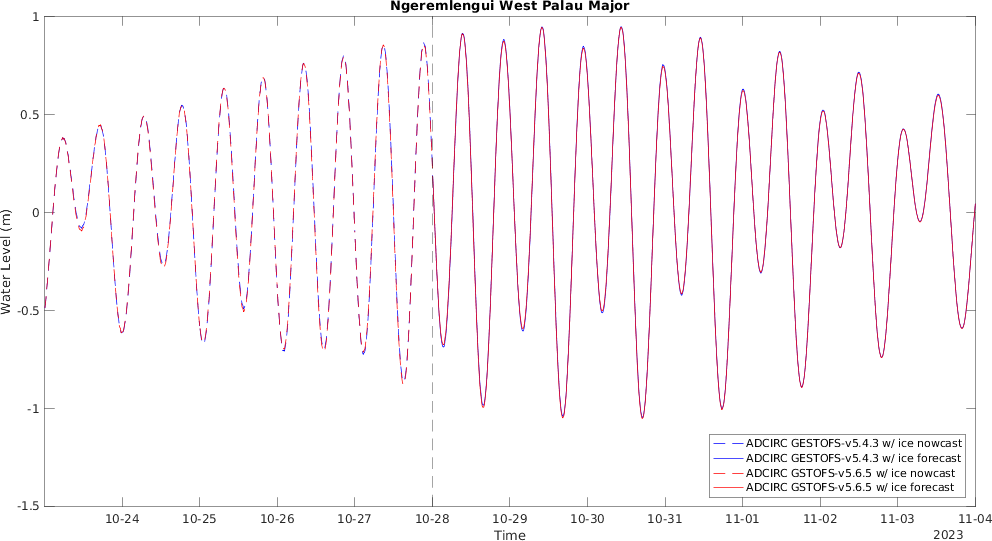 Ngeremlengui West Palau Major
1
0.5
0
-0.5
-1
-1.5
Water Level (m)
10-24 10-25 10-26 10-27 10-28 10-29 10-30 10-31 11-01 11-02 11-03 11-04
Time
2023
ADCIRC GESTOFS-v5.4.3 w/ ice nowcast
ADCIRC GESTOFS-v5.4.3 w/ ice forecast
ADCIRC GSTOFS-v5.6.5 w/ ice nowcast
ADCIRC GSTOFS-v5.6.5 w/ ice forecast